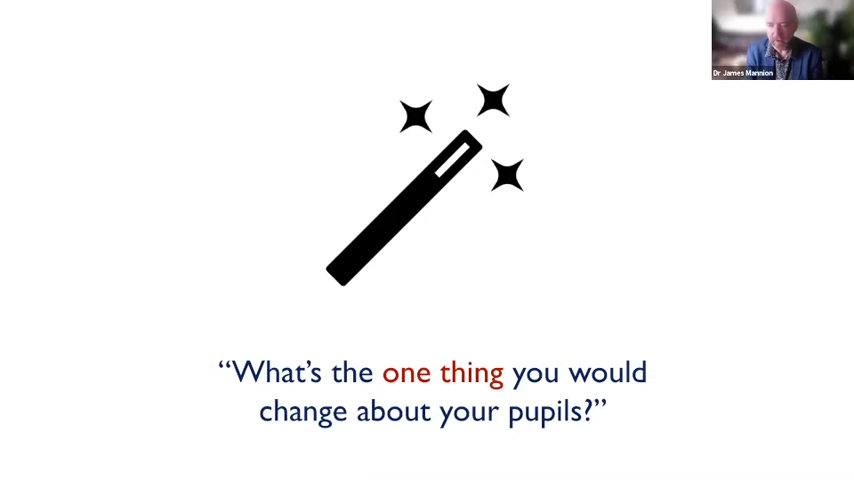 Dr James Mannion
“What’s the one thing you would
change about your pupils?”